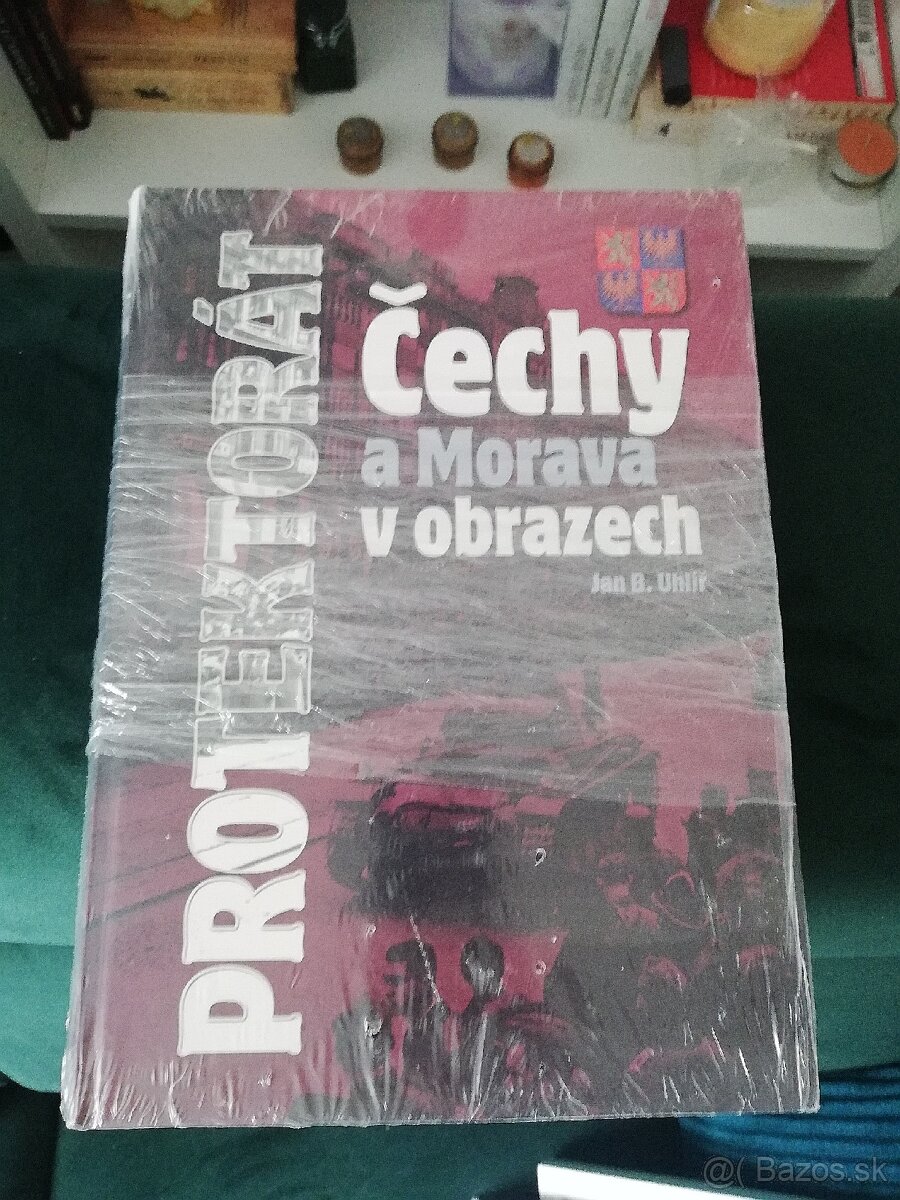 PROTEKTORÁT
Čechy
a Morava
v obrazech
Jan B. Uhlíř
@( Bazos.sk